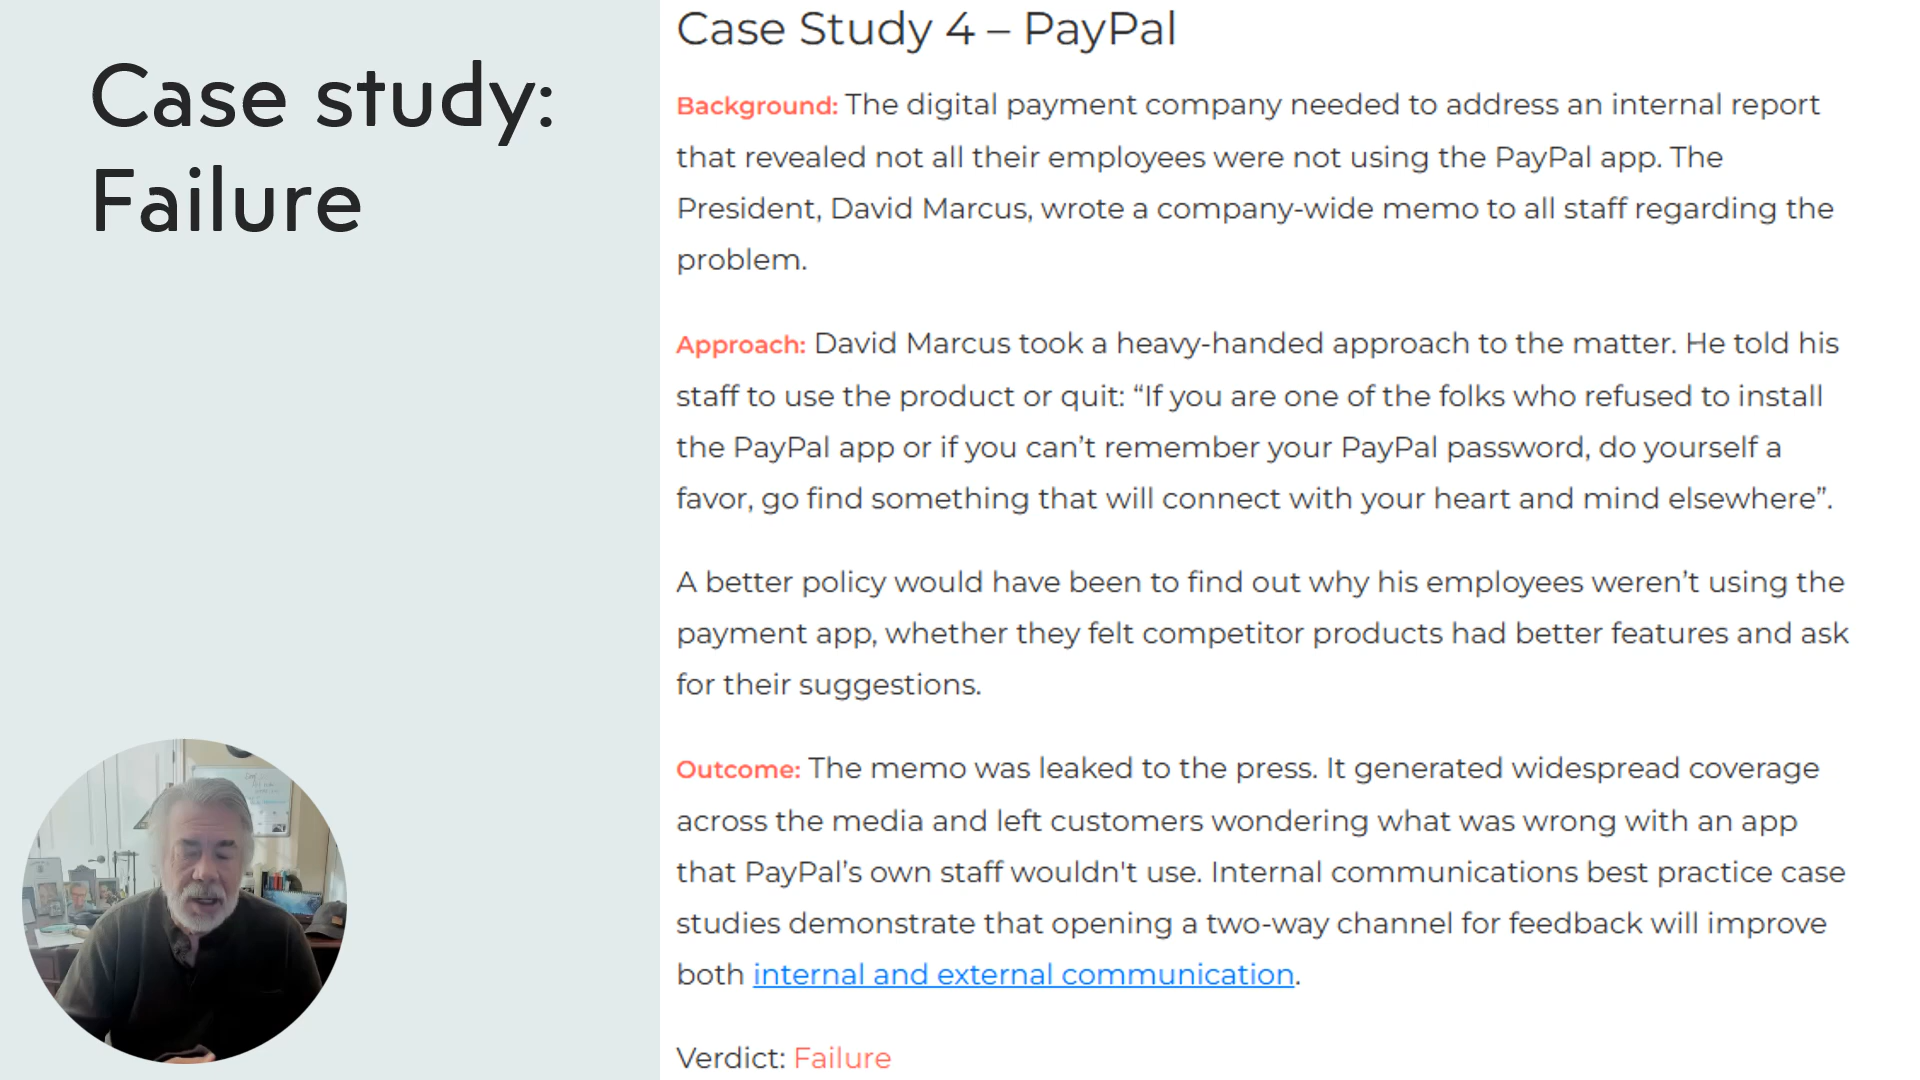 Case study:
Failure
Case Study 4 – PayPal
Background: The digital payment company needed to address an internal report
that revealed not all their employees were not using the PayPal app. The
President, David Marcus, wrote a company-wide memo to all staff regarding the
problem.
Approach: David Marcus took a heavy-handed approach to the matter. He told his
staff to use the product or quit: “If you are one of the folks who refused to install
the PayPal app or if you can’t remember your PayPal password, do yourself a
favor, go find something that will connect with your heart and mind elsewhere”.
A better policy would have been to find out why his employees weren’t using the
payment app, whether they felt competitor products had better features and ask
for their suggestions.
Outcome: The memo was leaked to the press. It generated widespread coverage
across the media and left customers wondering what was wrong with an app
that PayPal’s own staff wouldn't use. Internal communications best practice case
studies demonstrate that opening a two-way channel for feedback will improve
both internal and external communication.
Verdict: Failure